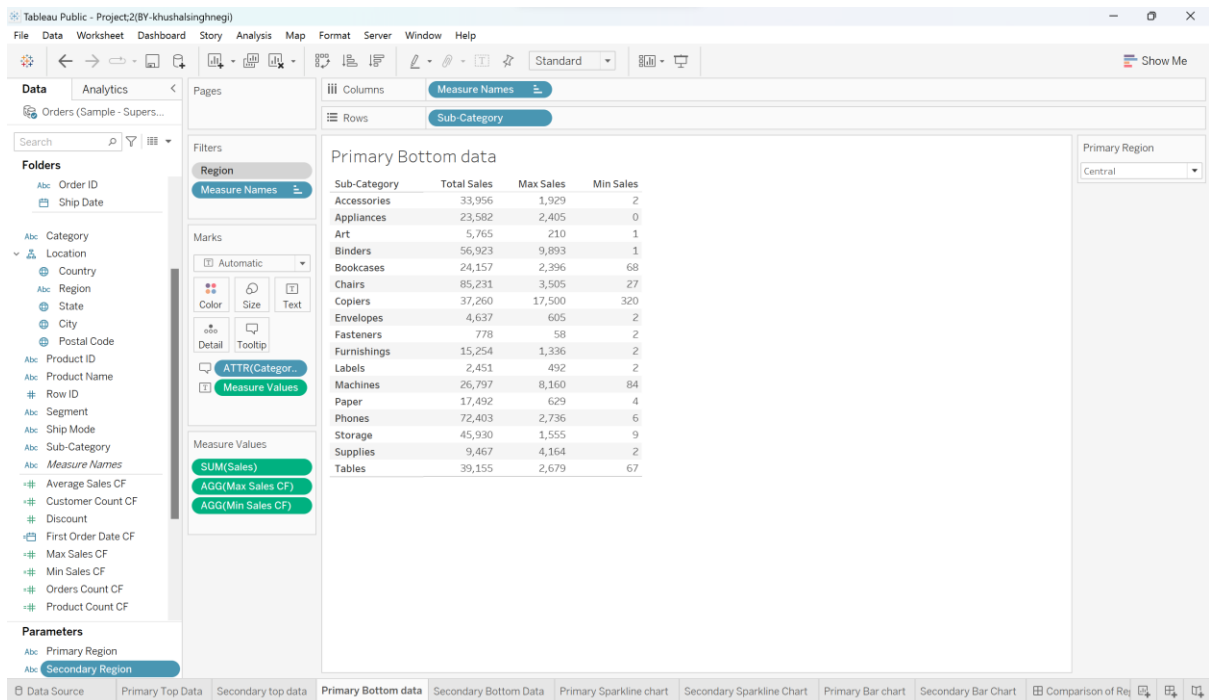 Tableau Public - Project;2(BY-khushalsinghnegi)
File Data Worksheet Dashboard Story Analysis Map Format Server Window Help
Standard
Show Me
Data Analytics
Orders (Sample - Supers...
Search
Folders
Abc Order ID
Ship Date
Abc Category
Location
Country
Abc Region
State
City
Postal Code
Abc Product ID
Abc Product Name
# Row ID
Abc Segment
Abc Ship Mode
Abc Sub-Category
Abc Measure Names
=# Average Sales CF
=# Customer Count CF
# Discount
First Order Date CF
=# Max Sales CF
=# Min Sales CF
=# Orders Count CF
=# Product Count CF
Parameters
Abc Primary Region
Abc Secondary Region
Pages
Filters
Region
Measure Names
Marks
T Automatic
Color Size Text
Detail Tooltip
ATTR(Categor..
T Measure Values
Measure Values
SUM(Sales)
AGG(Max Sales CF)
AGG(Min Sales CF)
Columns Measure Names
Rows Sub-Category
Primary Bottom data
Sub-Category Total Sales Max Sales Min Sales
Accessories 33,956 1,929 2
Appliances 23,582 2,405 0
Art 5,765 210 1
Binders 56,923 9,893 1
Bookcases 24,157 2,396 68
Chairs 85,231 3,505 27
Copiers 37,260 17,500 320
Envelopes 4,637 605 2
Fasteners 778 58 2
Furnishings 15,254 1,336 2
Labels 2,451 492 2
Machines 26,797 8,160 84
Paper 17,492 629 4
Phones 72,403 2,736 6
Storage 45,930 1,555 9
Supplies 9,467 4,164 2
Tables 39,155 2,679 67
Primary Region
Central
Data Source Primary Top Data Secondary top data Primary Bottom data Secondary Bottom Data Primary Sparkline chart Secondary Sparkline Chart Primary Bar chart Secondary Bar Chart Comparison of Re